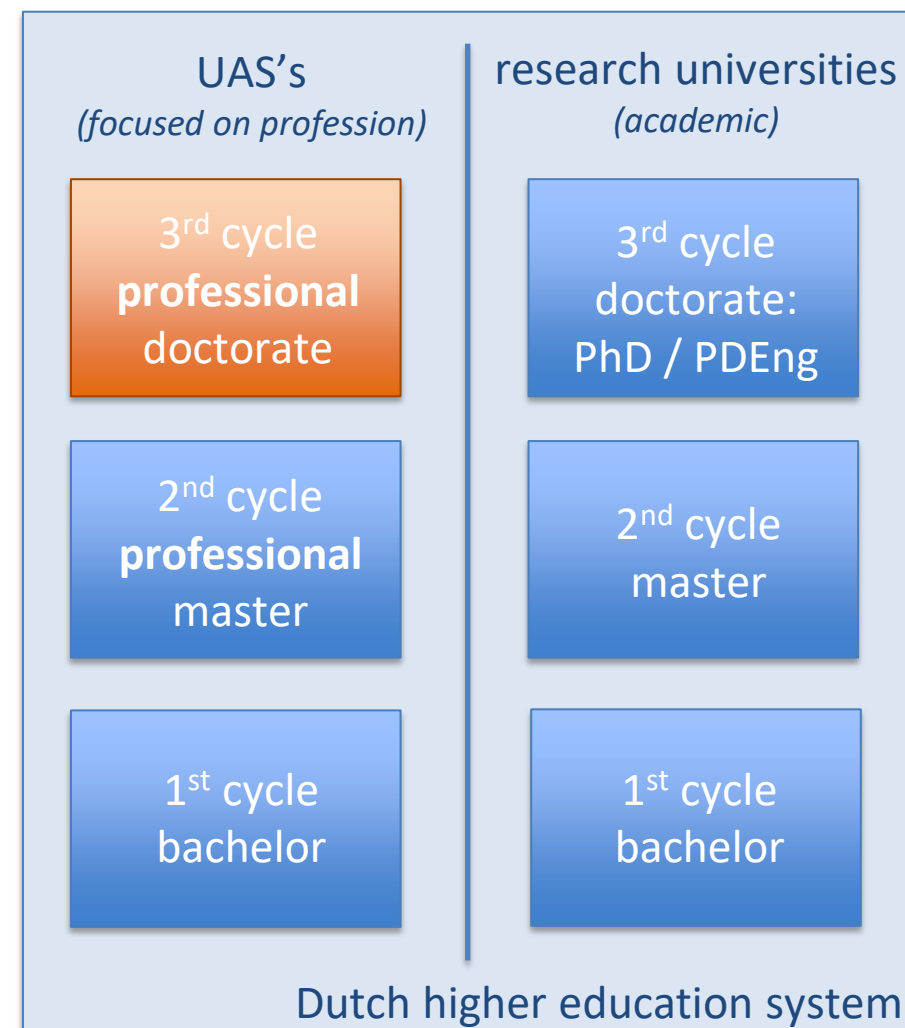 UAS's
(focused on profession)
3rd cycle
professional
doctorate
2nd cycle
professional
master
1st cycle
bachelor
research universities
(academic)
3rd cycle
doctorate:
PhD / PDEng
2nd cycle
master
1st cycle
bachelor
Dutch higher education system